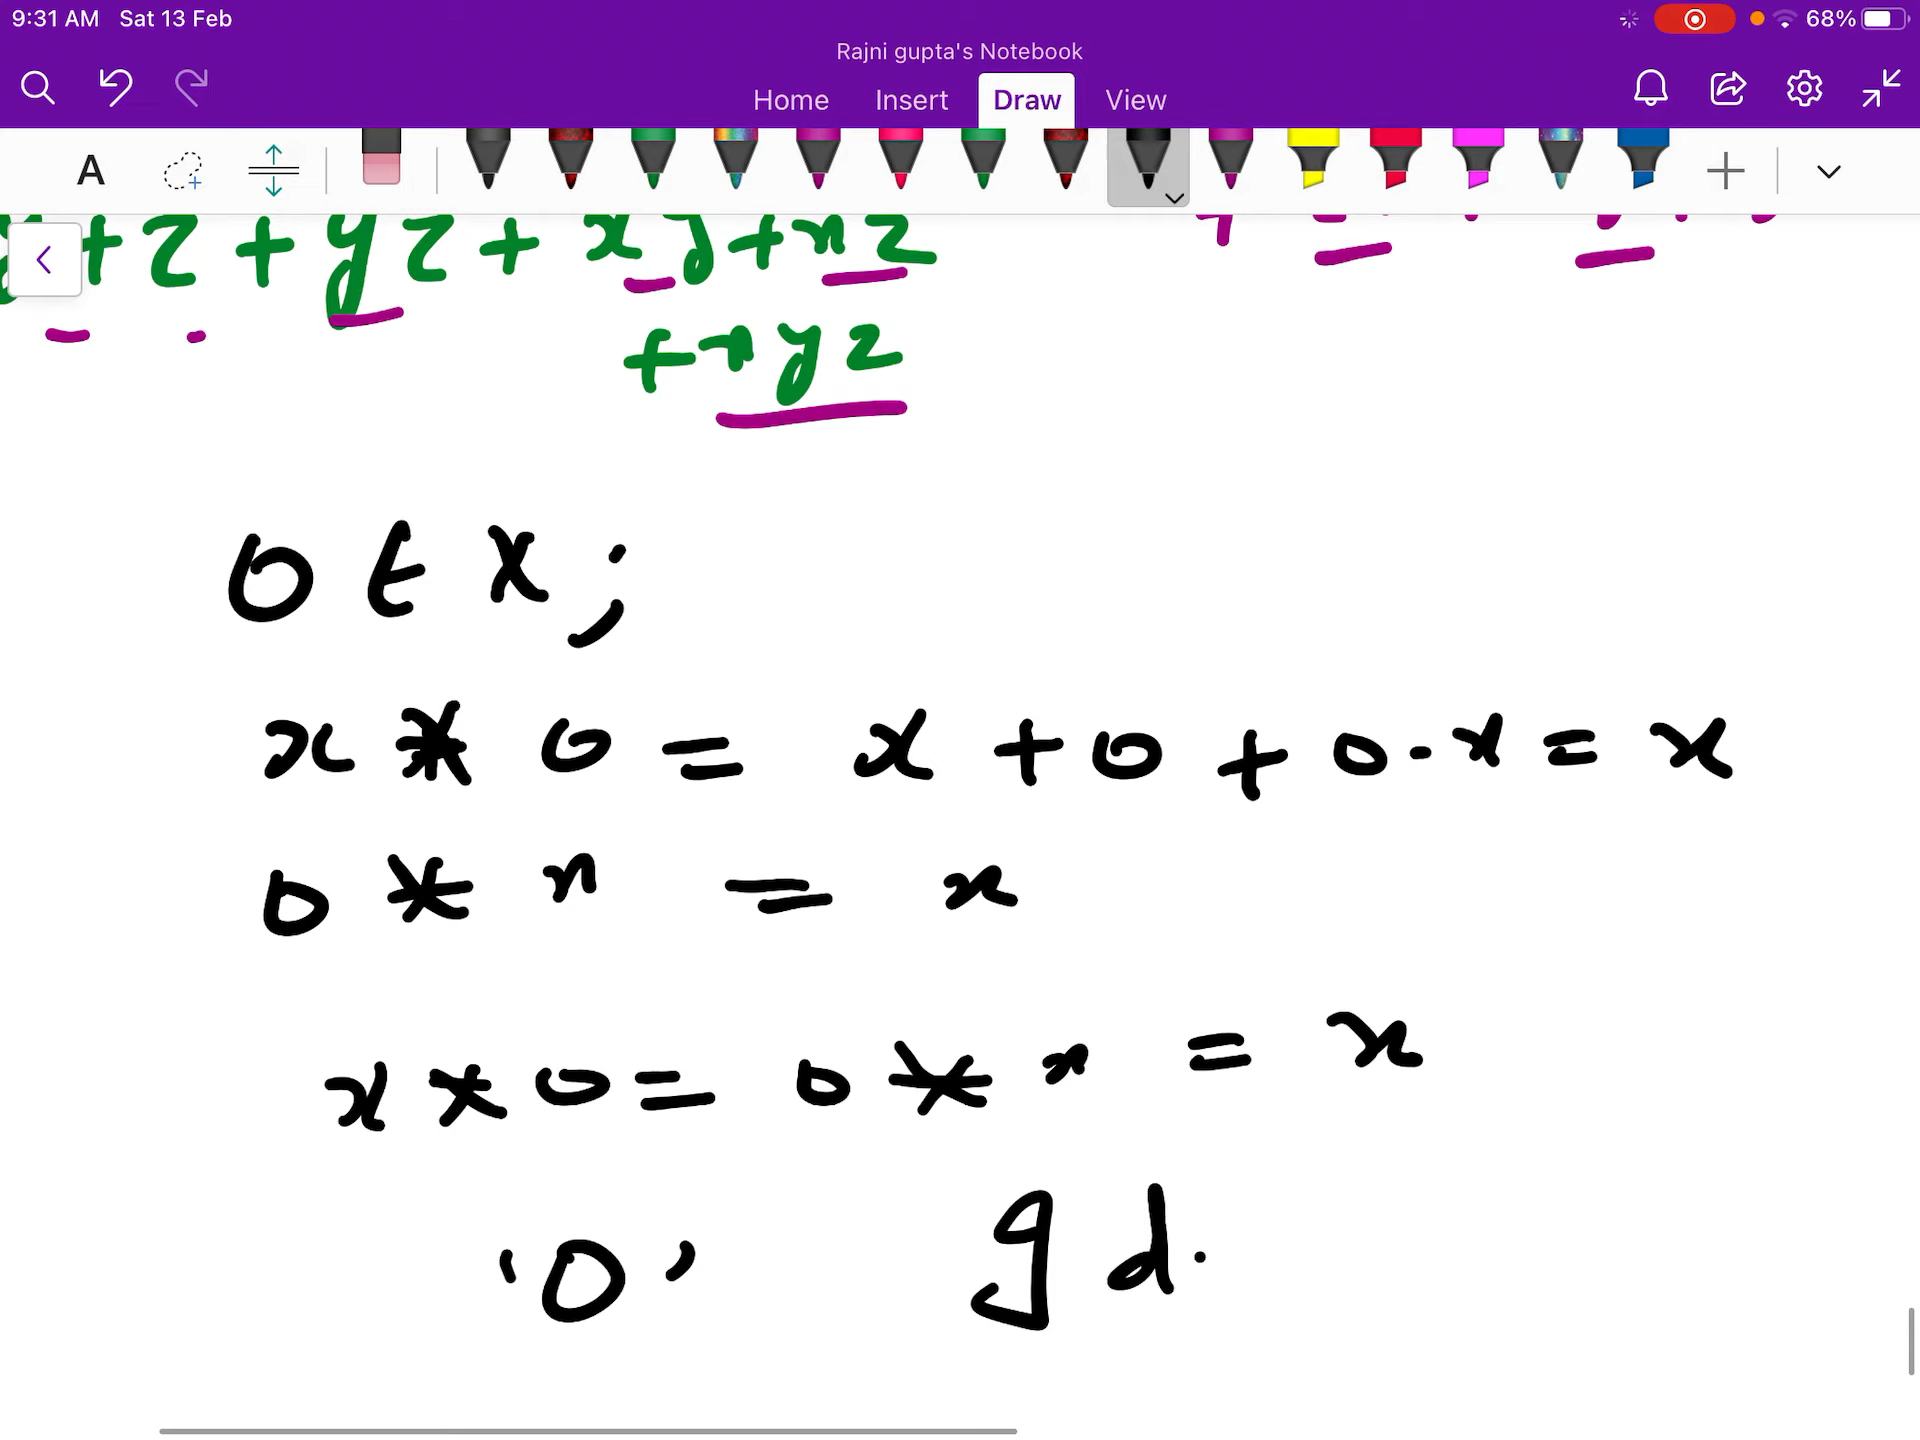 9:31 AM Sat 13 Feb
68%
Rajni gupta's Notebook
Home Insert Draw View
A
+ z + yz + xy + xz
+ xyz
0 ∈ X ;
x * 0 = x + 0 + 0 . x = x
0 * x = x
x * 0 = 0 * x = x
'0' Id.